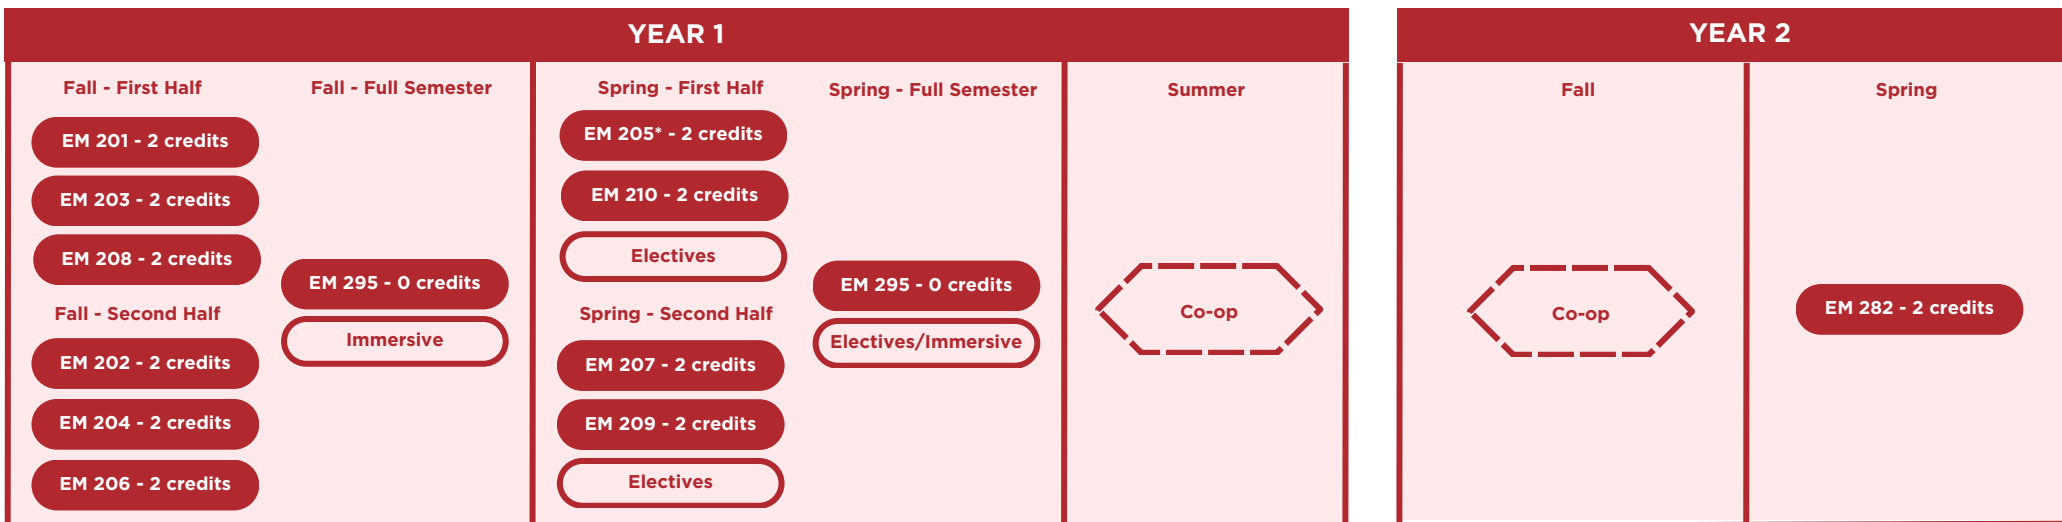 YEAR 1
Fall - First Half
EM 201 - 2 credits
EM 203 - 2 credits
EM 208 - 2 credits
Fall - Second Half
EM 202 - 2 credits
EM 204 - 2 credits
EM 206 - 2 credits
Fall - Full Semester
EM 295 - 0 credits
Immersive
Spring - First Half
EM 205* - 2 credits
EM 210 - 2 credits
Electives
Spring - Second Half
EM 207 - 2 credits
EM 209 - 2 credits
Electives
Spring - Full Semester
EM 295 - 0 credits
Electives/Immersive
Summer
Co-op
YEAR 2
Fall
Co-op
Spring
EM 282 - 2 credits